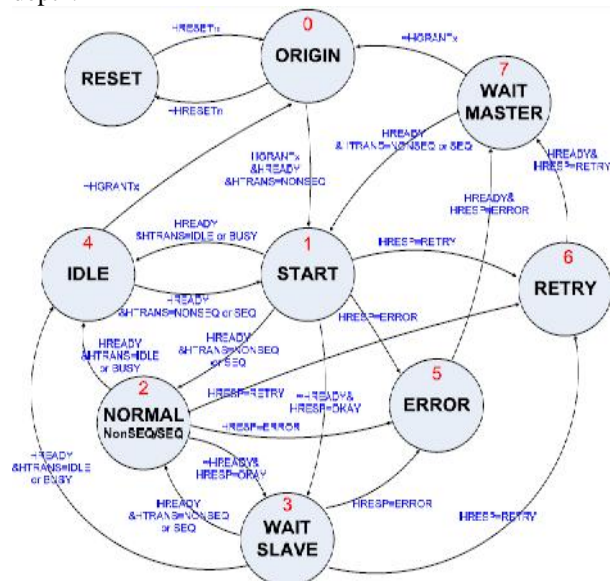 depth.
0
ORIGIN
¬HRESETn
RESET
¬HRESETn
¬HGRANTx
7
WAIT
MASTER
HREADY
&HTRANS=NONSEQ or SEQ
HREADY&
HRESP=RETRY
HGRANTx
&HREADY
&HTRANS=NONSEQ
HREADY&
HRESP=ERROR
¬HGRANTx
4
IDLE
HREADY
&HTRANS=IDLE or BUSY
1
START
HRESP=RETRY
6
RETRY
HREADY
&HTRANS=NONSEQ or SEQ
HRESP=ERROR
HREADY
&HTRANS=IDLE
or BUSY
HREADY
&HTRANS=NONSEQ
or SEQ
2
NORMAL
NonSEQ/SEQ
HRESP=RETRY
¬HREADY&
HRESP=OKAY
5
ERROR
HRESP=ERROR
¬HREADY&
HRESP=OKAY
HREADY
&HTRANS=IDLE
or BUSY
HREADY
&HTRANS=NONSEQ
or SEQ
3
WAIT
SLAVE
HRESP=ERROR
HRESP=RETRY